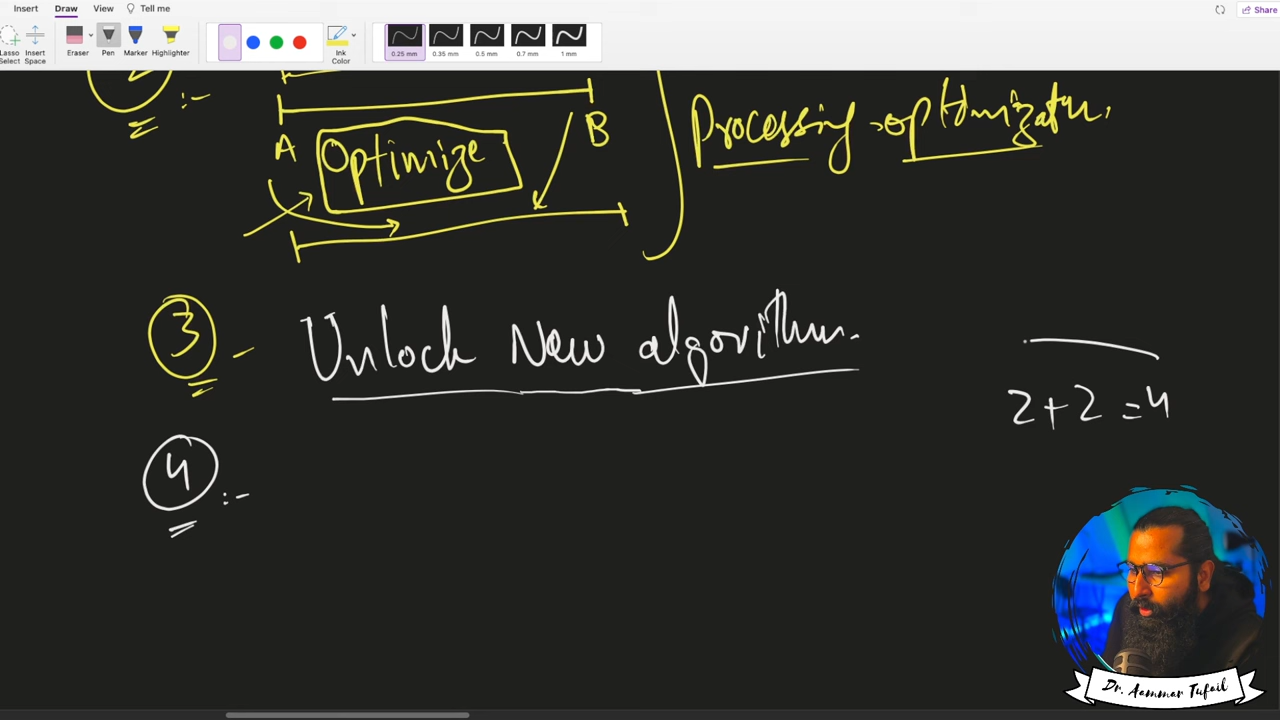 Insert Draw View Tell me
Share
Lasso Select
Insert Space
Eraser
Pen
Marker
Highlighter
Ink Color
0.25 mm
0.35 mm
0.5 mm
0.7 mm
1 mm
2 :-
A
B
Optimize
Processing
3 -
Unlock New algorithm.
2+2 =4
4 :-
Dr. Aammar Tufail